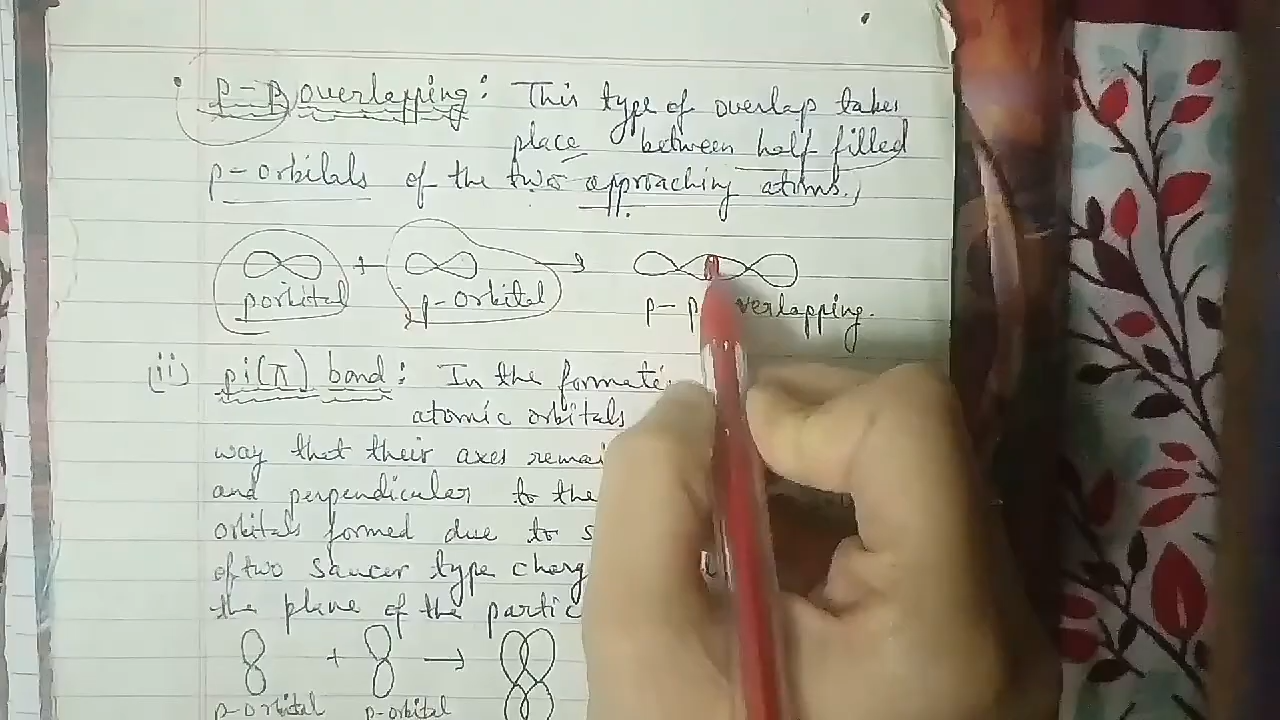 p-p overlapping: This type of overlap takes
place between half filled
p-orbitals of the two approaching atoms.
+ →
porbital p-orbital p-p verlapping.
(ii) pi(π) bond: In the formati
atomic orbitals
way that their axes remai
and perpendicular to the
orbitals formed due to s
of two saucer type charg
the plane of the partic
+ →
p-orbital p-orbital